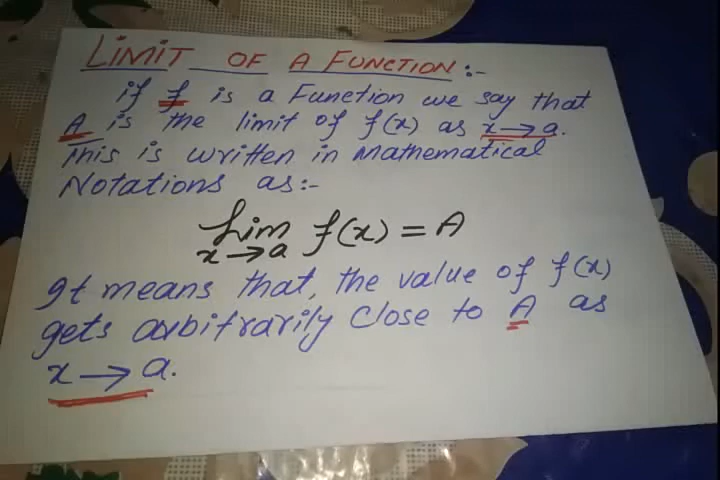 LIMIT OF A FUNCTION :-
if f is a Function we say that
A is the limit of f(x) as x→a.
This is written in Mathematical
Notations as:-
Lim f(x) = A
x→a
It means that, the value of f(x)
gets arbitrarily close to A as
x → a.